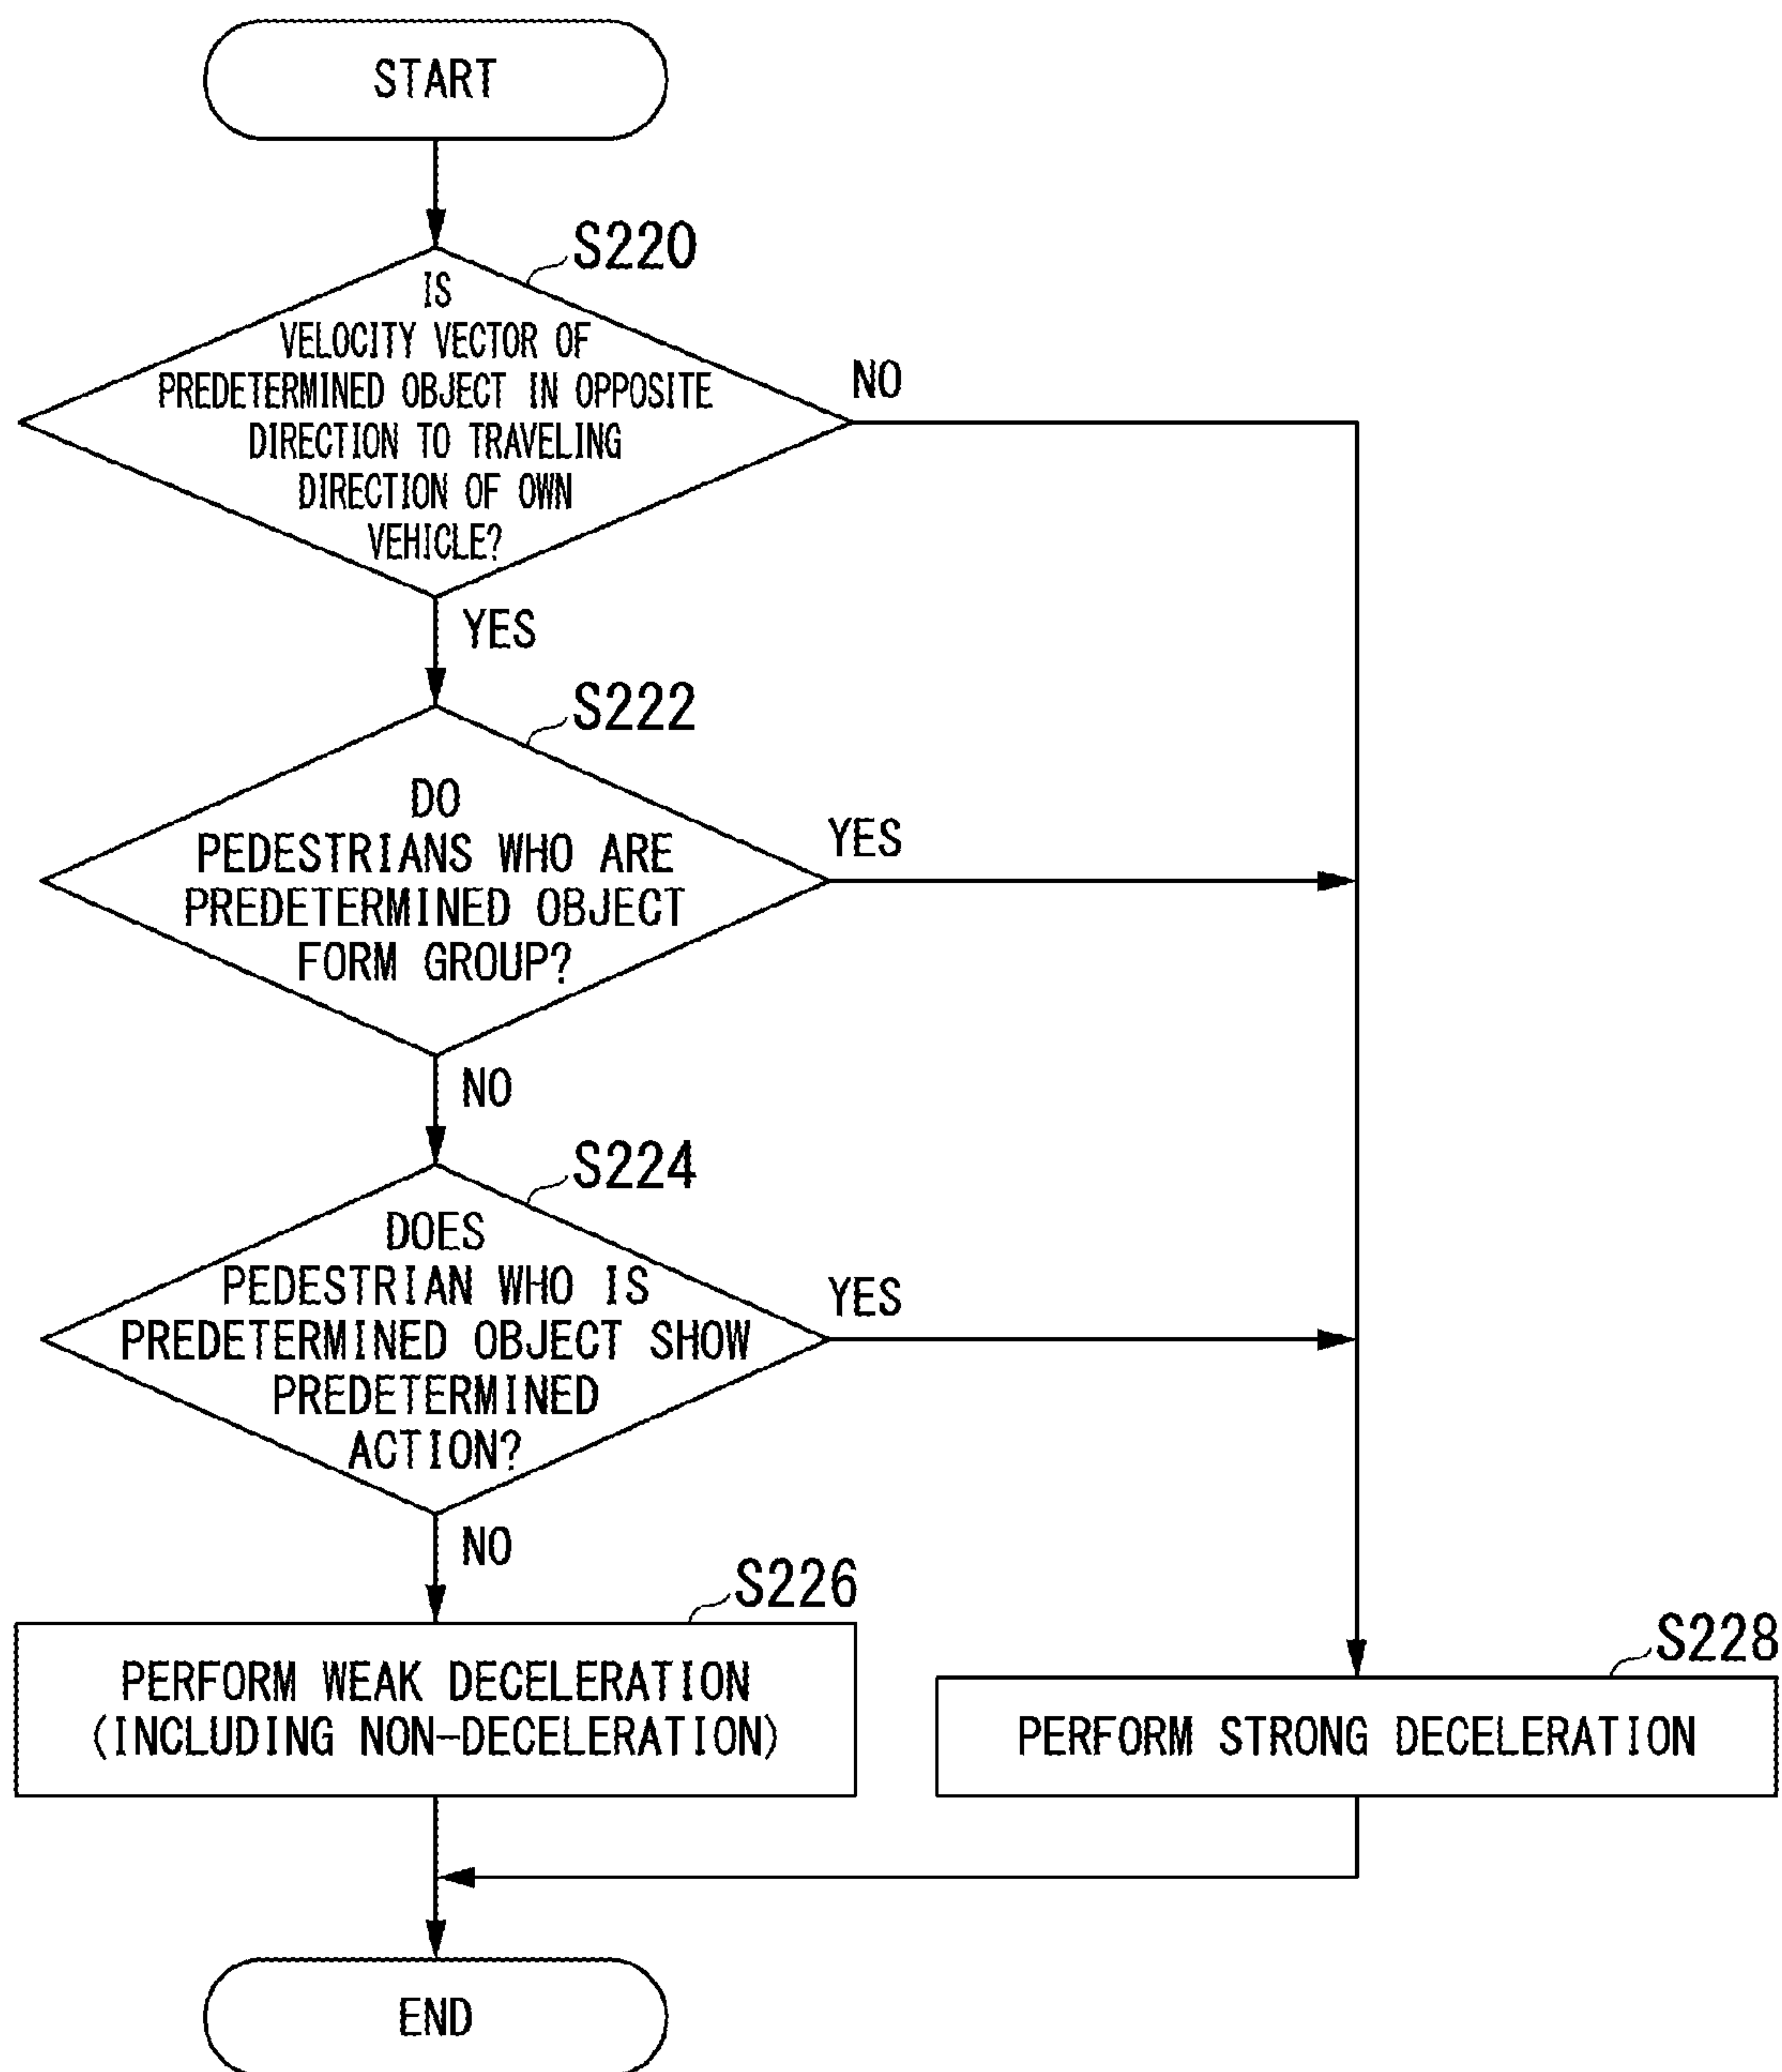 START
S220
IS
VELOCITY VECTOR OF
PREDETERMINED OBJECT IN OPPOSITE
DIRECTION TO TRAVELING
DIRECTION OF OWN
VEHICLE?
NO
YES
S222
DO
PEDESTRIANS WHO ARE
PREDETERMINED OBJECT
FORM GROUP?
YES
NO
S224
DOES
PEDESTRIAN WHO IS
PREDETERMINED OBJECT SHOW
PREDETERMINED
ACTION?
YES
NO
S226
PERFORM WEAK DECELERATION
(INCLUDING NON-DECELERATION)
S228
PERFORM STRONG DECELERATION
END